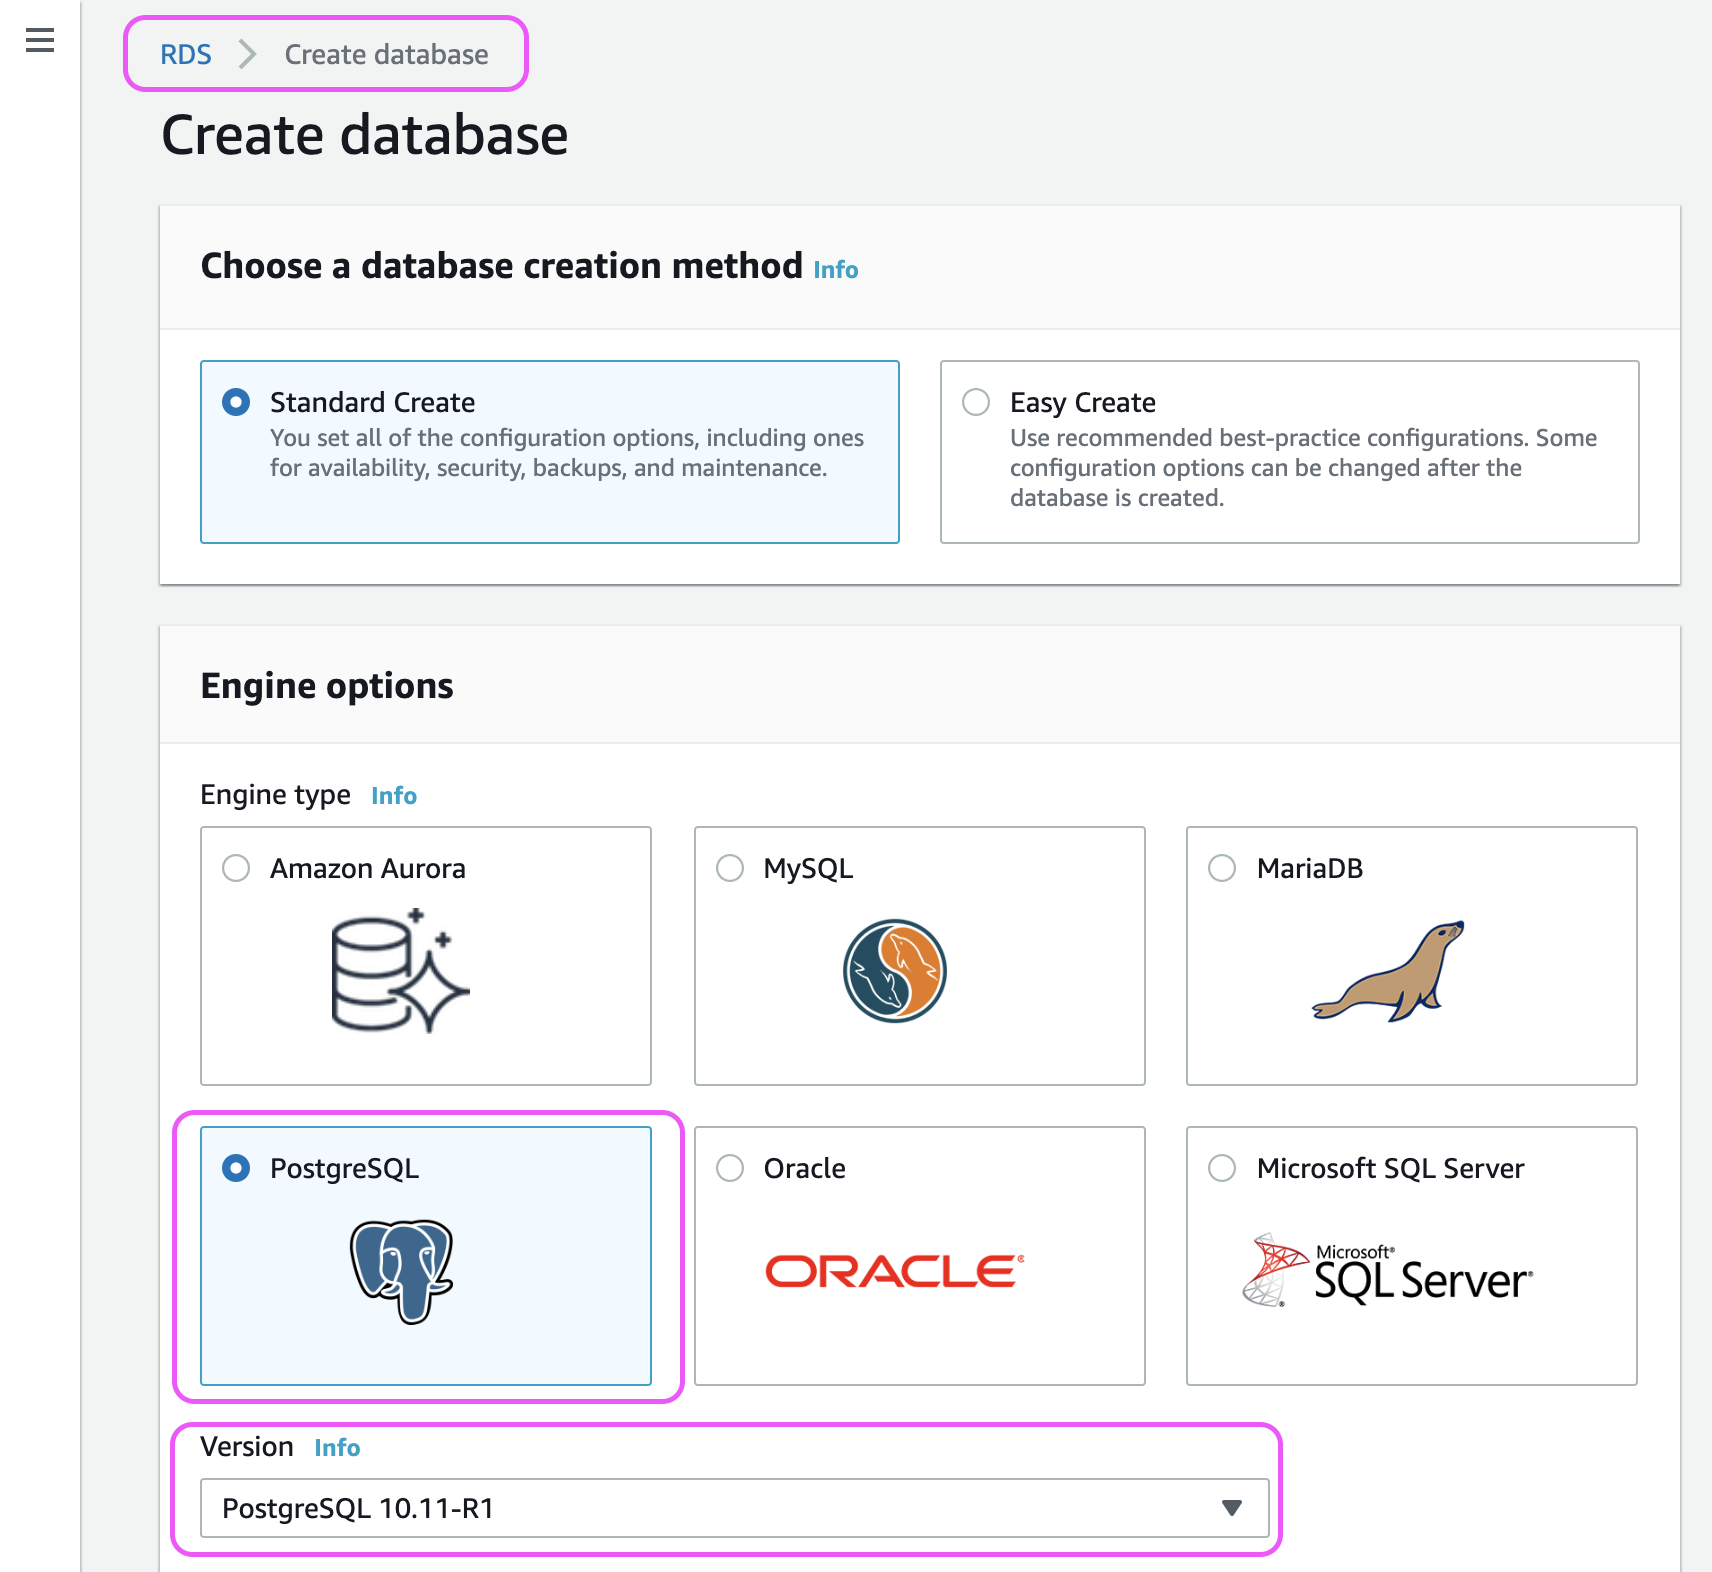 RDS > Create database
Create database
Choose a database creation method Info
Standard Create
You set all of the configuration options, including ones
for availability, security, backups, and maintenance.
Easy Create
Use recommended best-practice configurations. Some
configuration options can be changed after the
database is created.
Engine options
Engine type Info
Amazon Aurora
MySQL
MariaDB
PostgreSQL
Oracle
ORACLE®
Microsoft SQL Server
Microsoft®
SQL Server®
Version Info
PostgreSQL 10.11-R1